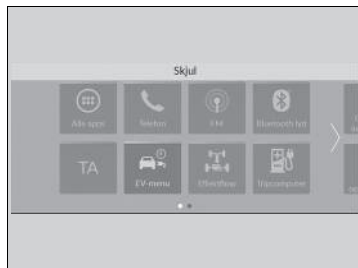 Skjul
Alle apps Telefon FM Bluetooth lyd
TA EV-menu Effektflow Tripcomputer